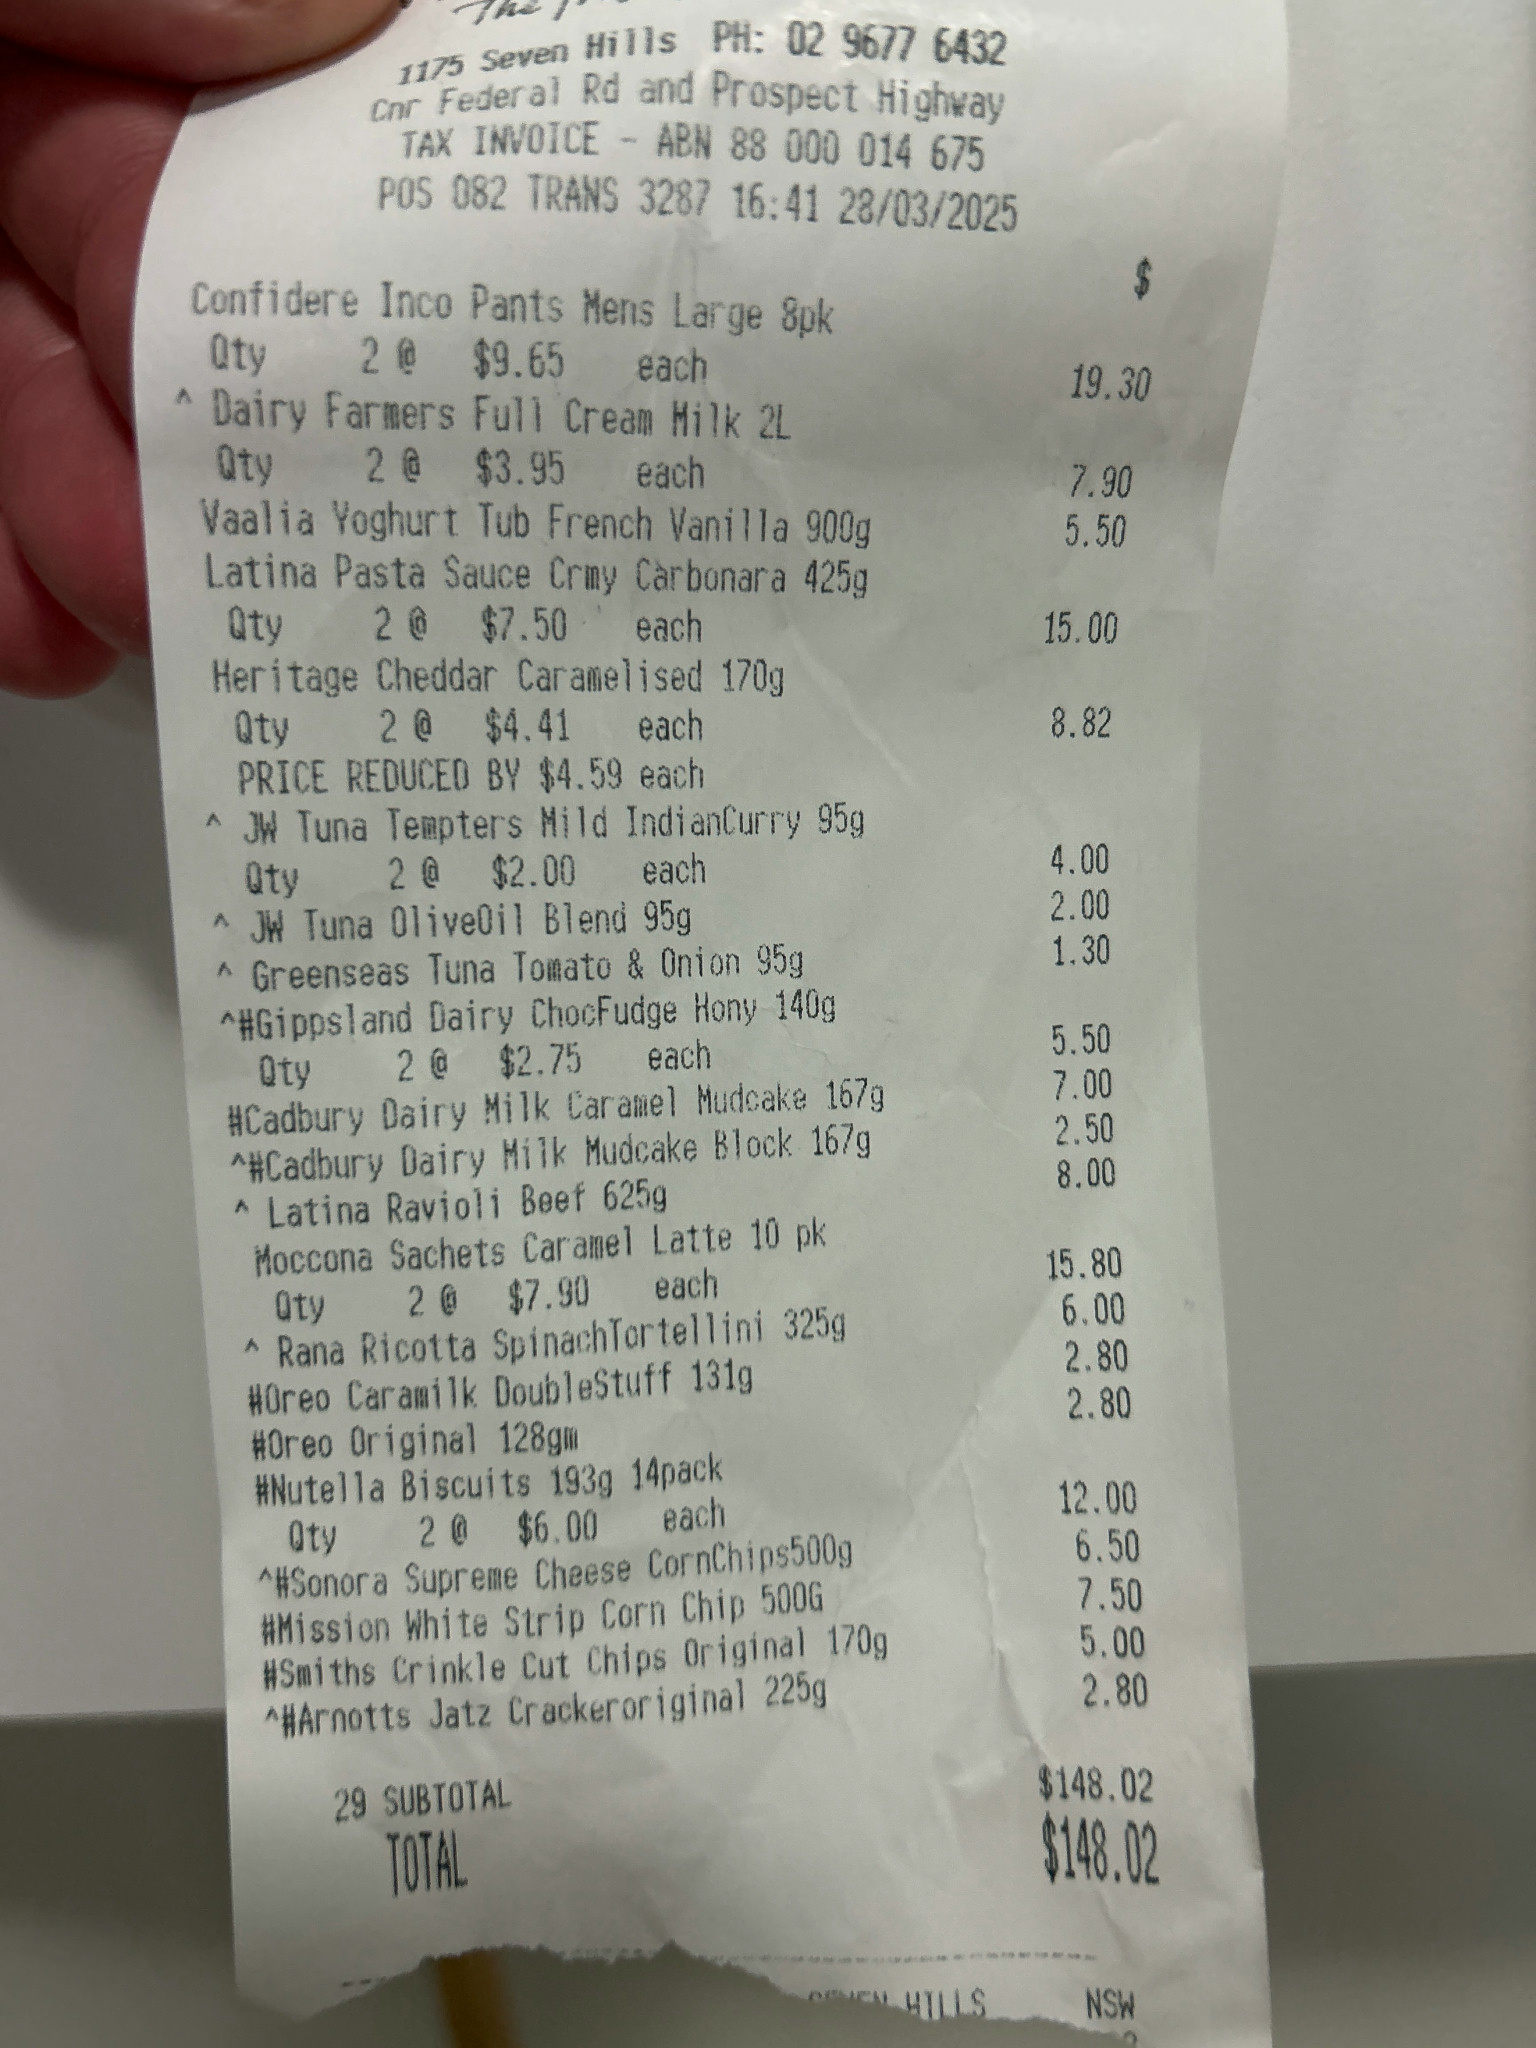 The
1175 Seven Hills PH: 02 9677 6432
Cnr Federal Rd and Prospect Highway
TAX INVOICE - ABN 88 000 014 675
POS 082 TRANS 3287 16:41 28/03/2025
$
Confidere Inco Pants Mens Large 8pk
Qty 2 @ $9.65 each 19.30
^ Dairy Farmers Full Cream Milk 2L
Qty 2 @ $3.95 each 7.90
Vaalia Yoghurt Tub French Vanilla 900g 5.50
Latina Pasta Sauce Crmy Carbonara 425g
Qty 2 @ $7.50 each 15.00
Heritage Cheddar Caramelised 170g
Qty 2 @ $4.41 each 8.82
PRICE REDUCED BY $4.59 each
^ JW Tuna Tempters Mild IndianCurry 95g
Qty 2 @ $2.00 each 4.00
^ JW Tuna OliveOil Blend 95g 2.00
^ Greenseas Tuna Tomato & Onion 95g 1.30
^#Gippsland Dairy ChocFudge Hony 140g
Qty 2 @ $2.75 each 5.50
#Cadbury Dairy Milk Caramel Mudcake 167g 7.00
^#Cadbury Dairy Milk Mudcake Block 167g 2.50
^ Latina Ravioli Beef 625g 8.00
Moccona Sachets Caramel Latte 10 pk
Qty 2 @ $7.90 each 15.80
^ Rana Ricotta SpinachTortellini 325g 6.00
#Oreo Caramilk DoubleStuff 131g 2.80
#Oreo Original 128gm 2.80
#Nutella Biscuits 193g 14pack
Qty 2 @ $6.00 each 12.00
^#Sonora Supreme Cheese CornChips500g 6.50
#Mission White Strip Corn Chip 500G 7.50
#Smiths Crinkle Cut Chips Original 170g 5.00
^#Arnotts Jatz Crackeroriginal 225g 2.80
29 SUBTOTAL $148.02
TOTAL $148.02
SEVEN HILLS NSW